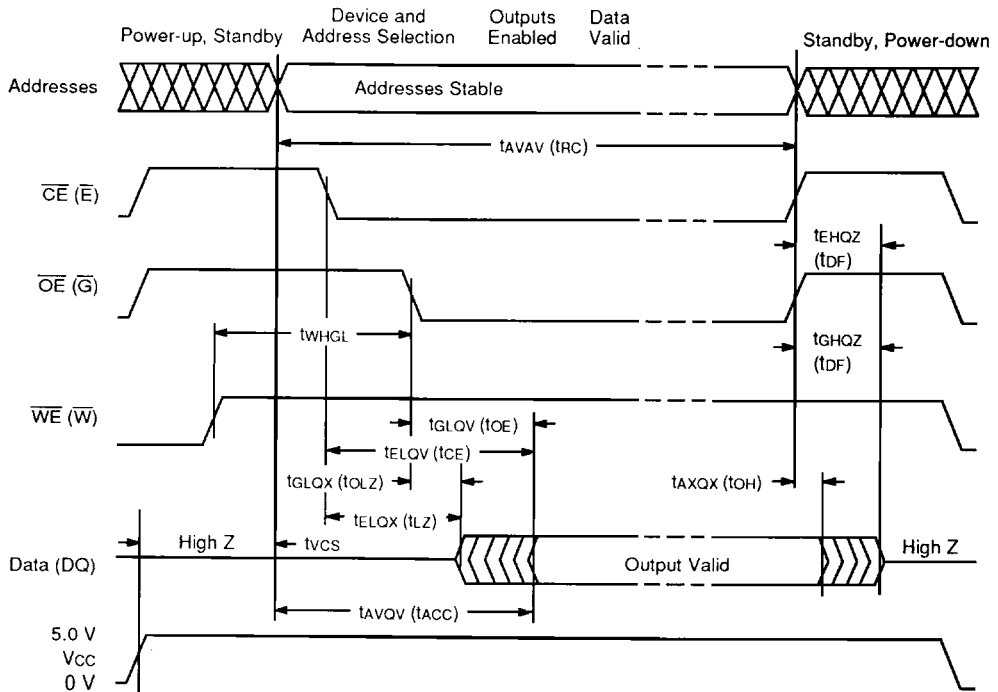 Power-up, Standby
Device and
Address Selection
Outputs
Enabled
Data
Valid
Standby, Power-down
Addresses
Addresses Stable
tAVAV (tRC)
CE (E)
tEHQZ
(tDF)
OE (G)
tWHGL
tGHQZ
(tDF)
WE (W)
tGLQV (tOE)
tELQV (tCE)
tGLQX (tOLZ)
tAXQX (tOH)
tELQX (tLZ)
High Z
tVCS
High Z
Data (DQ)
Output Valid
tAVQV (tACC)
5.0 V
VCC
0 V